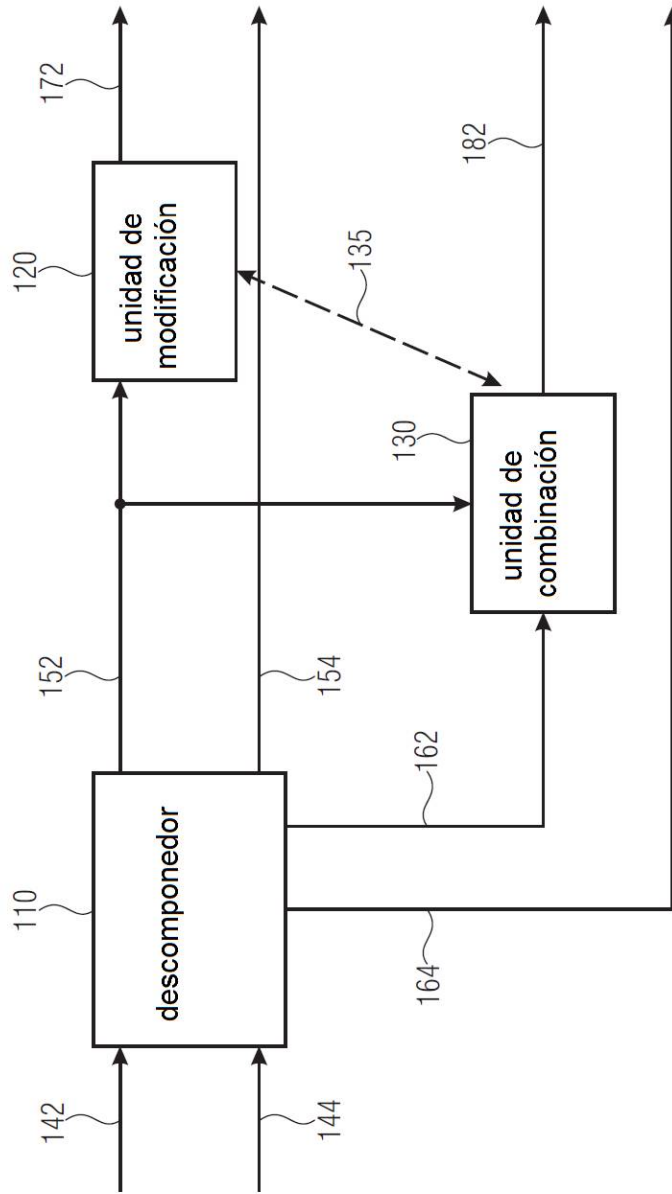 142
144
110
descomponedor
152
154
162
164
120
unidad de
modificación
135
130
unidad de
combinación
172
182